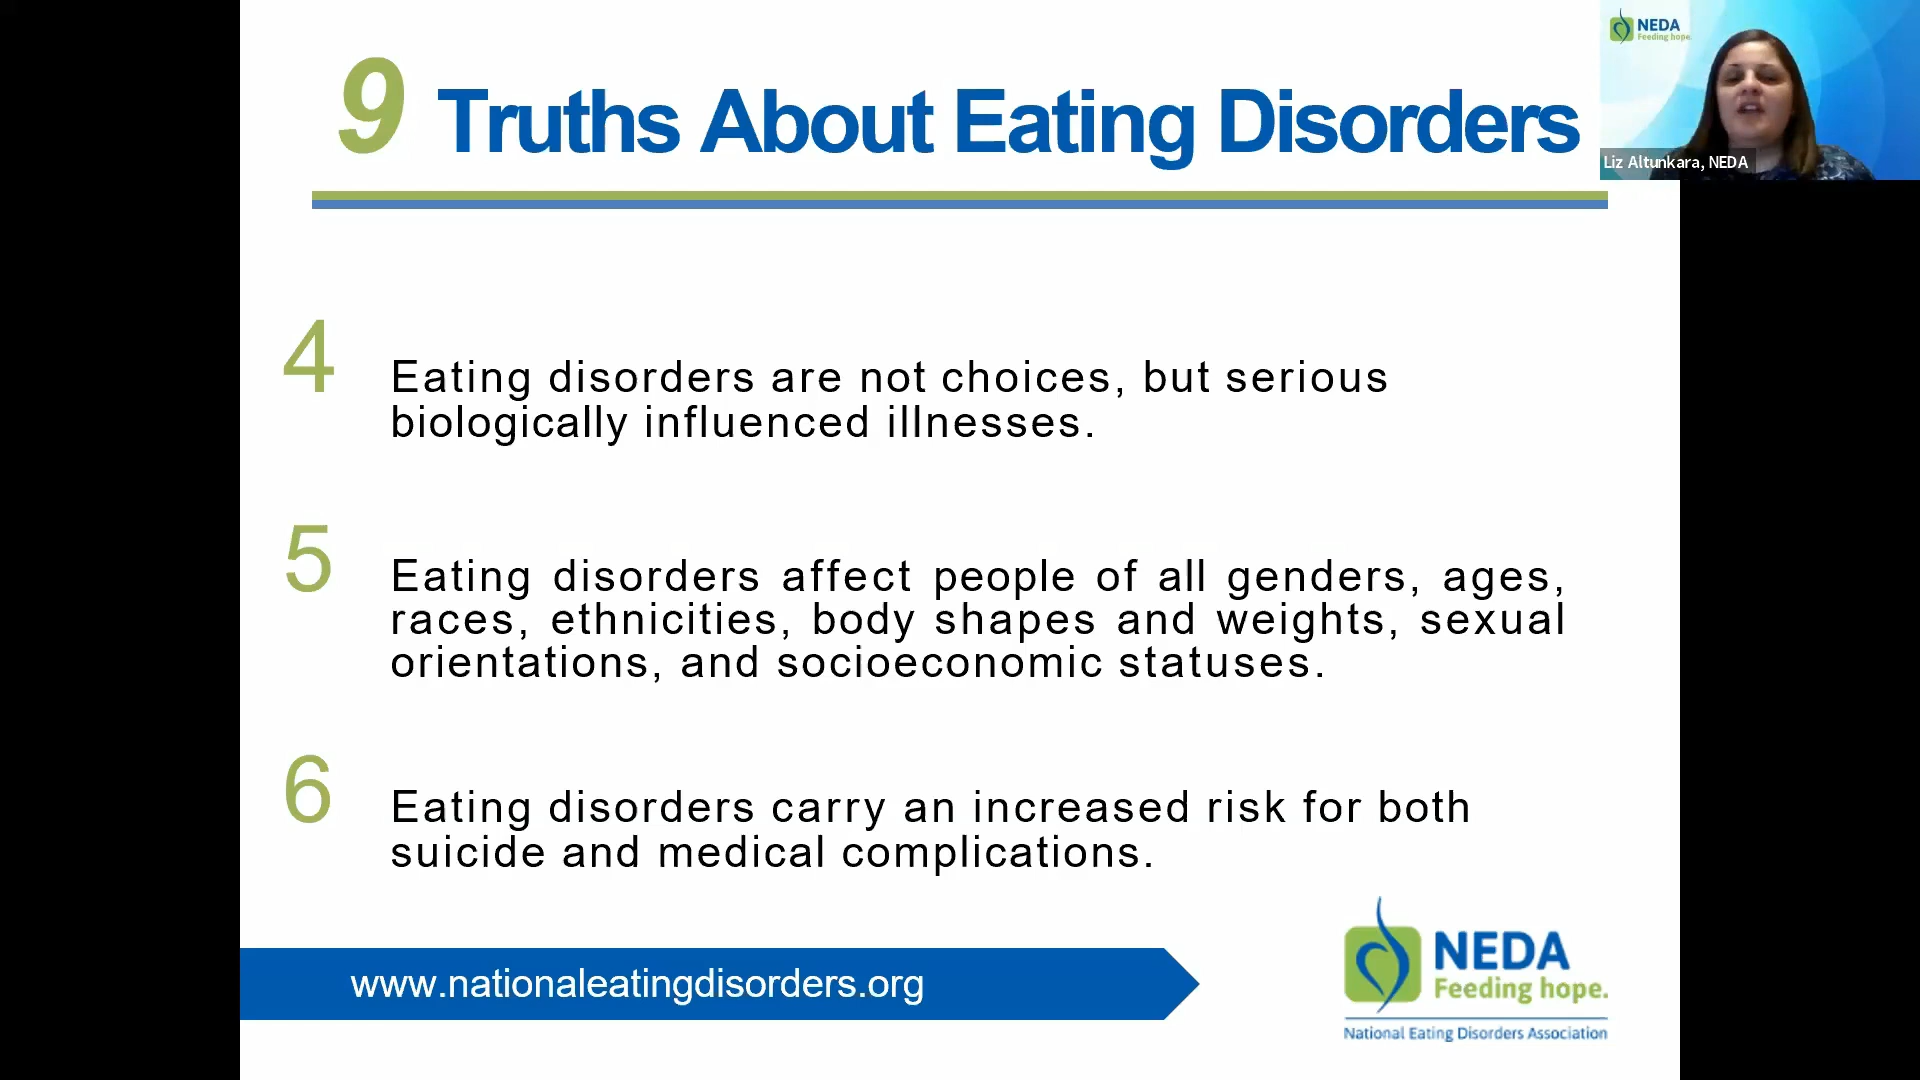 9 Truths About Eating Disorders
NEDA
Feeding hope.
Liz Altunkara, NEDA
4
Eating disorders are not choices, but serious
biologically influenced illnesses.
5
Eating disorders affect people of all genders, ages,
races, ethnicities, body shapes and weights, sexual
orientations, and socioeconomic statuses.
6
Eating disorders carry an increased risk for both
suicide and medical complications.
www.nationaleatingdisorders.org
NEDA
Feeding hope.
National Eating Disorders Association